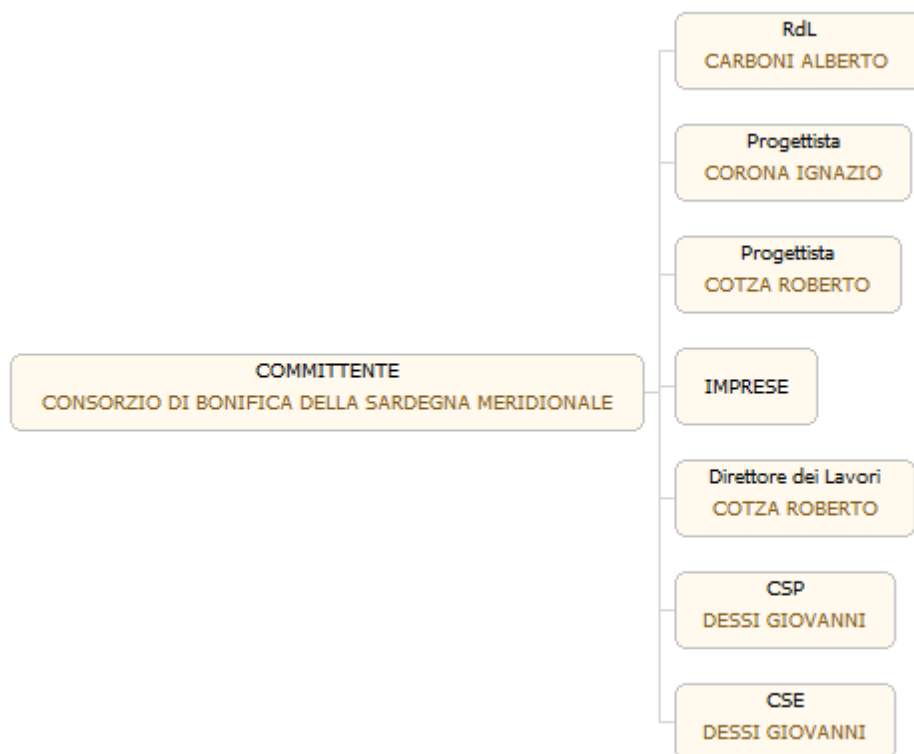 RdL
CARBONI ALBERTO
Progettista
CORONA IGNAZIO
Progettista
COTZA ROBERTO
COMMITTENTE
CONSORZIO DI BONIFICA DELLA SARDEGNA MERIDIONALE
IMPRESE
Direttore dei Lavori
COTZA ROBERTO
CSP
DESSI GIOVANNI
CSE
DESSI GIOVANNI